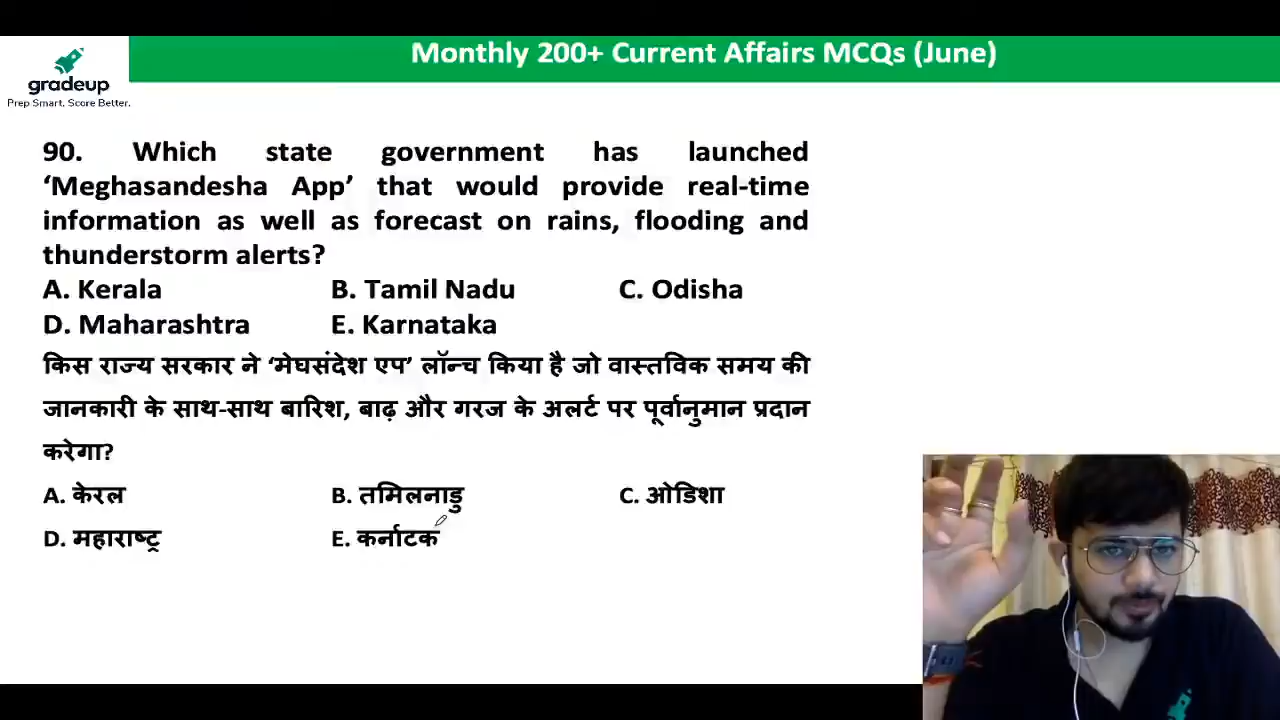 Monthly 200+ Current Affairs MCQs (June)
gradeup
Prep Smart. Score Better.
90. Which state government has launched
‘Meghasandesha App’ that would provide real-time
information as well as forecast on rains, flooding and
thunderstorm alerts?
A. Kerala B. Tamil Nadu C. Odisha
D. Maharashtra E. Karnataka
किस राज्य सरकार ने ‘मेघसंदेश एप’ लॉन्च किया है जो वास्तविक समय की
जानकारी के साथ-साथ बारिश, बाढ़ और गरज के अलर्ट पर पूर्वानुमान प्रदान
करेगा?
A. केरल B. तमिलनाडु C. ओडिशा
D. महाराष्ट्र E. कर्नाटक